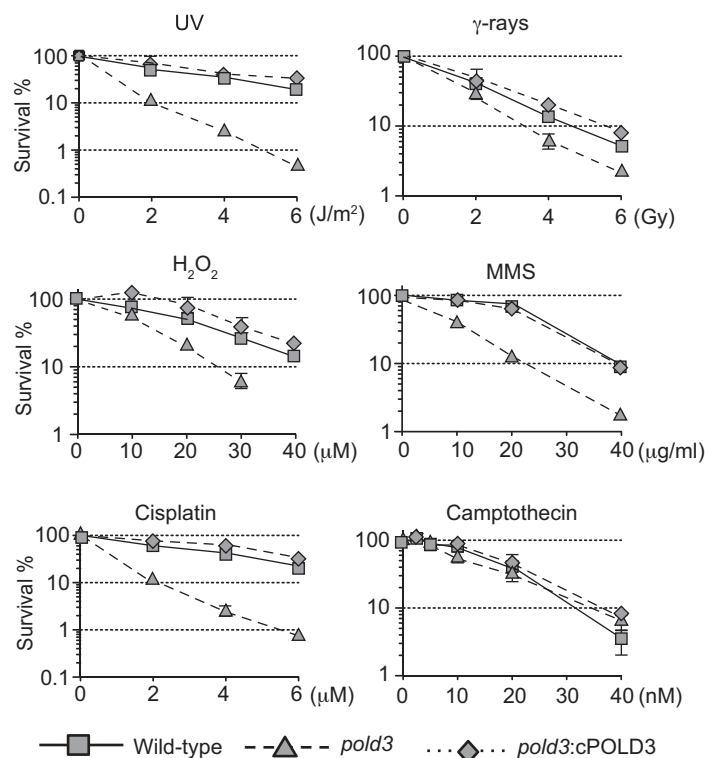 UV
Survival %
100
10
1
0.1
0 2 4 6 (J/m²)
γ-rays
100
10
1
0 2 4 6 (Gy)
H₂O₂
Survival %
100
10
1
0 10 20 30 40 (μM)
MMS
100
10
1
0 10 20 30 40 (μg/ml)
Cisplatin
Survival %
100
10
1
0.1
0 2 4 6 (μM)
Camptothecin
100
10
1
0 10 20 30 40 (nM)
Wild-type pold3 pold3:cPOLD3